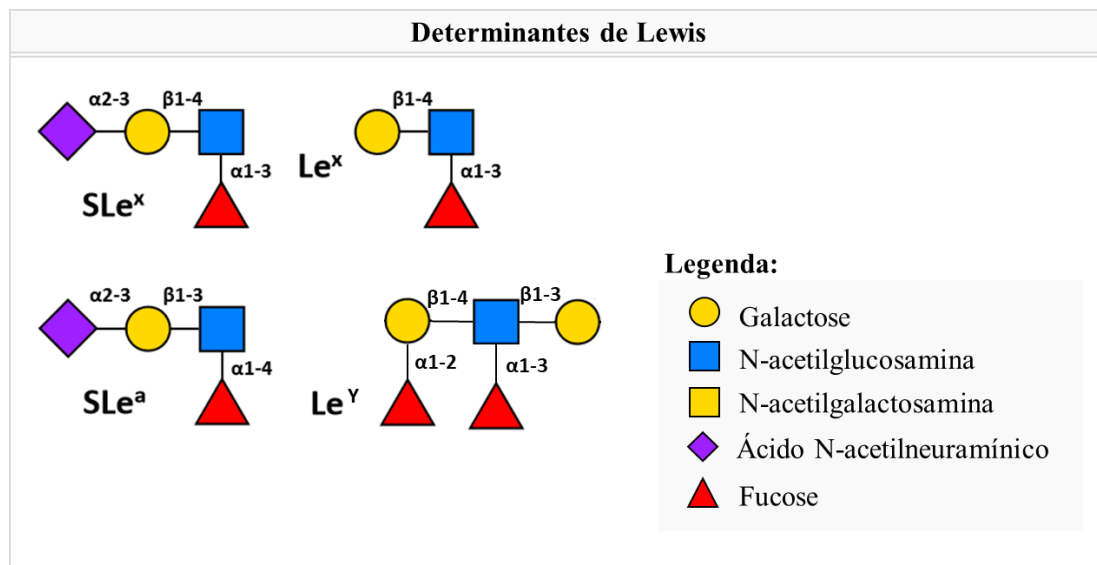 Determinantes de Lewis
α2-3 β1-4
α1-3
SLeˣ
β1-4
α1-3
Leˣ
α2-3 β1-3
α1-4
SLeᵃ
β1-4 β1-3
α1-2 α1-3
Le^Y
Legenda:
Galactose
N-acetilglucosamina
N-acetilgalactosamina
Ácido N-acetilneuramínico
Fucose